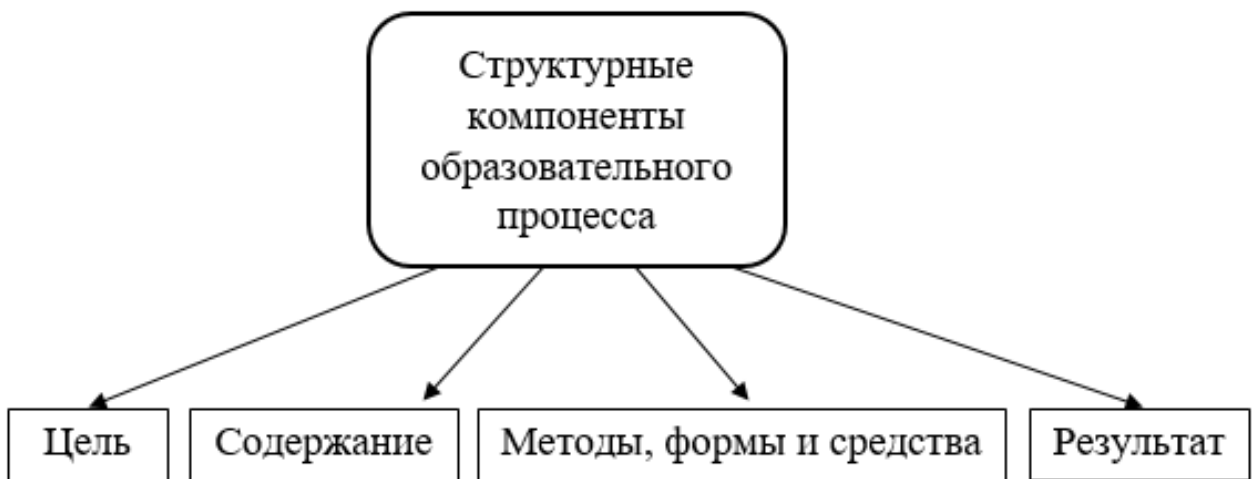 Структурные
компоненты
образовательного
процесса
Цель
Содержание
Методы, формы и средства
Результат